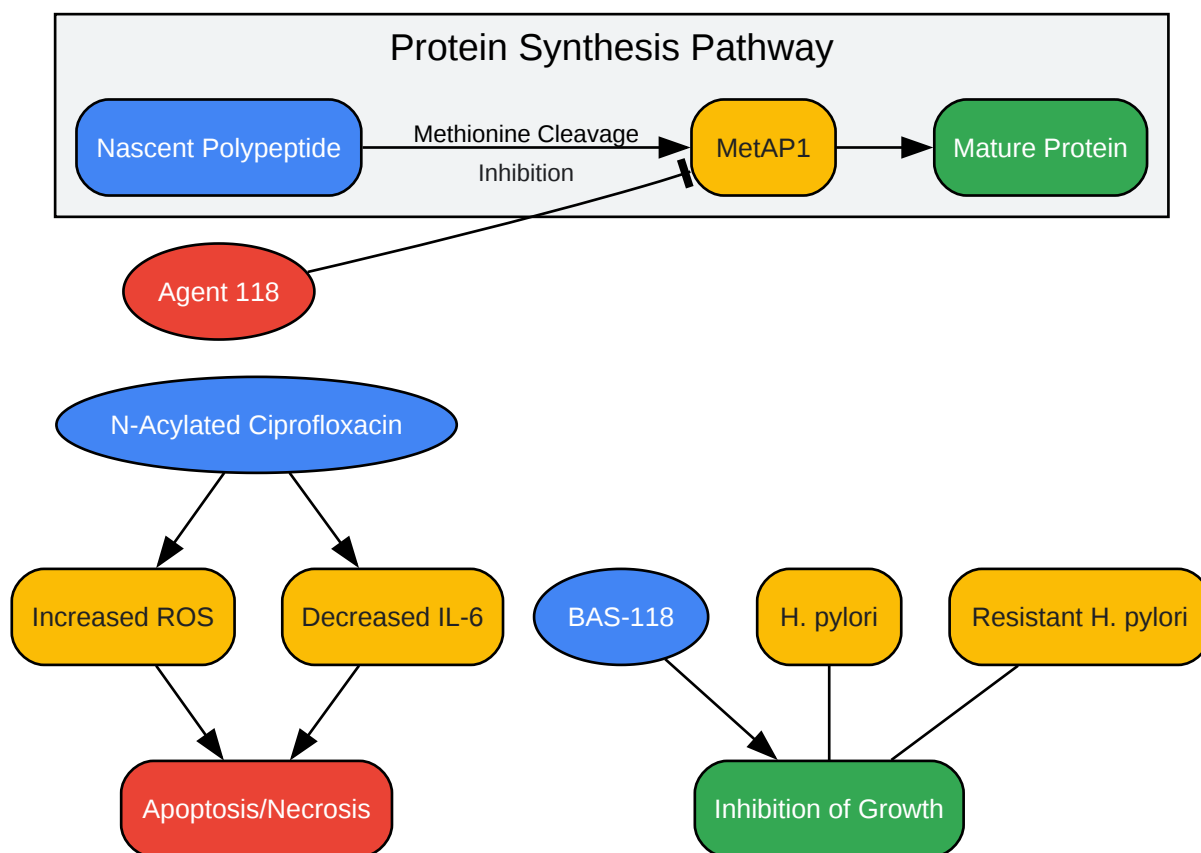 Protein Synthesis Pathway
Nascent Polypeptide
Methionine Cleavage
Inhibition
MetAP1
Mature Protein
Agent 118
N-Acylated Ciprofloxacin
Increased ROS
Decreased IL-6
BAS-118
H. pylori
Resistant H. pylori
Apoptosis/Necrosis
Inhibition of Growth